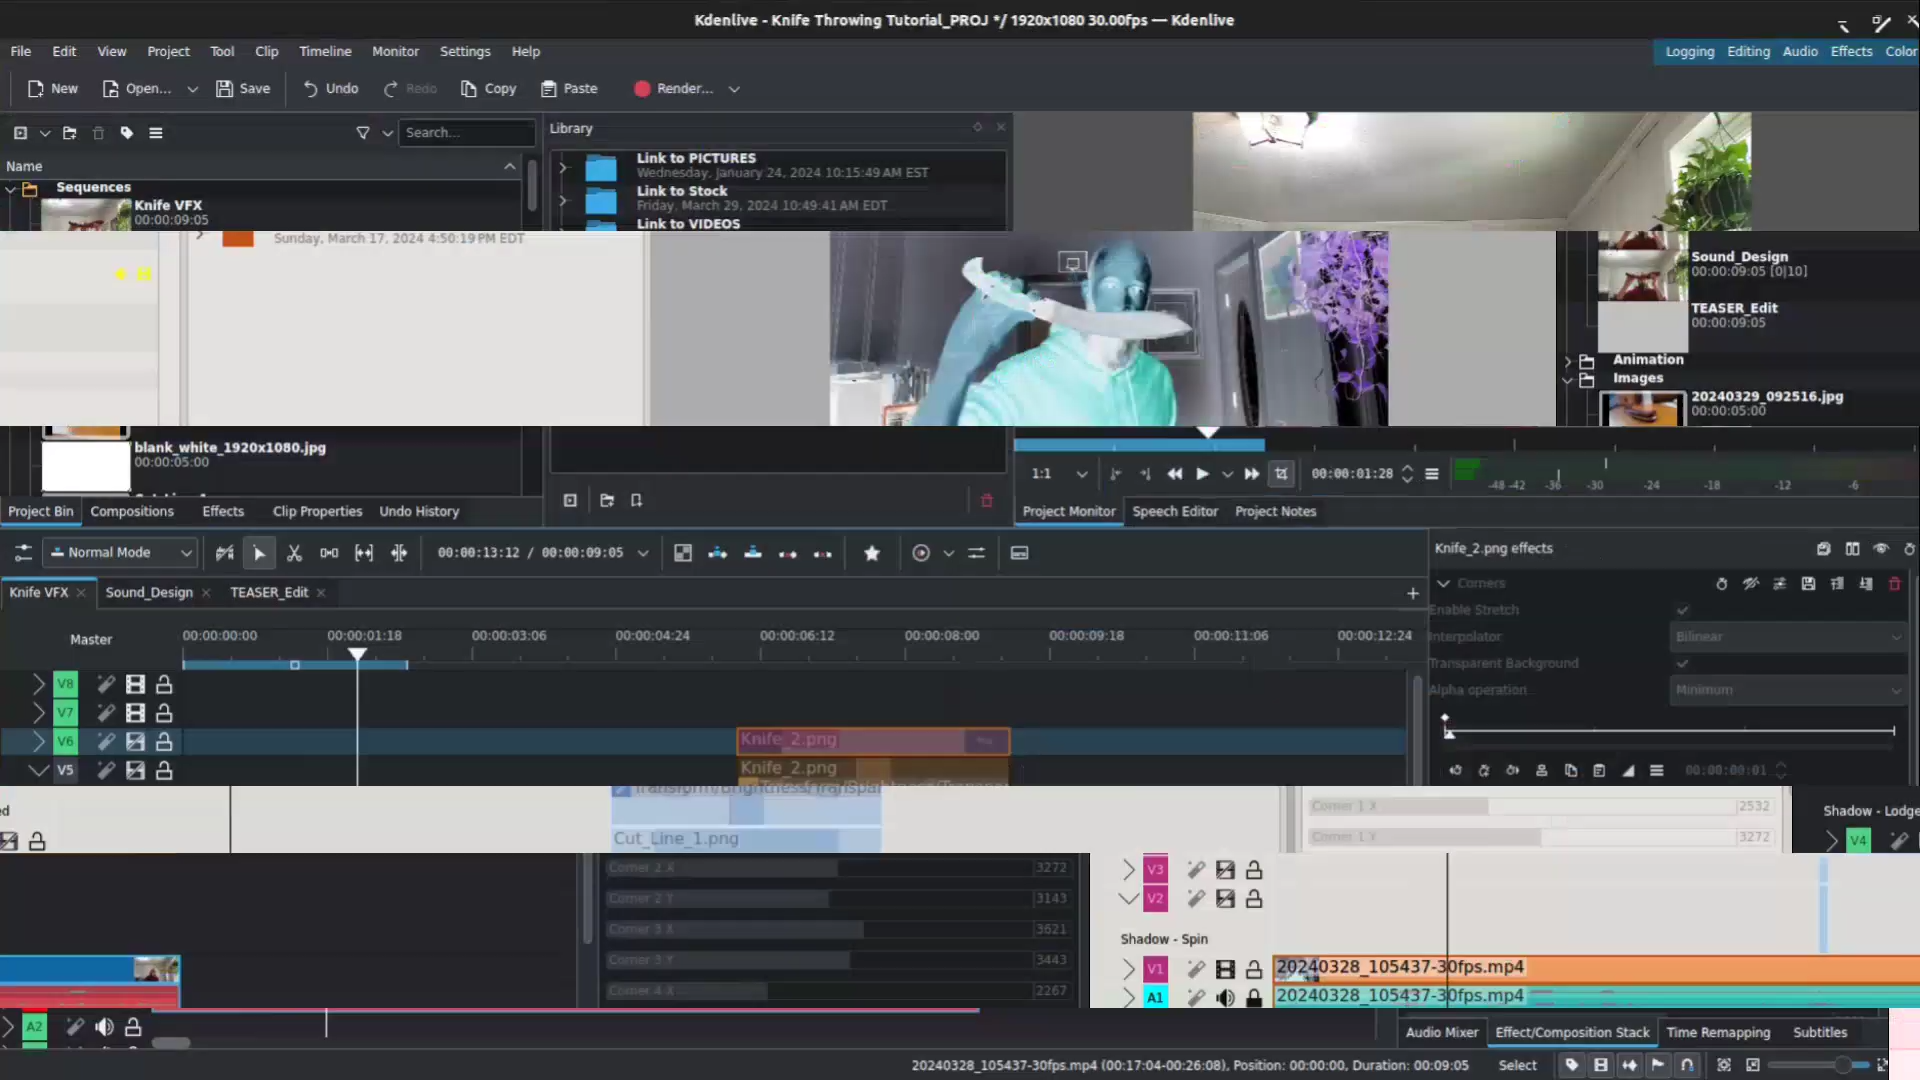 Kdenlive - Knife Throwing Tutorial_PROJ */ 1920x1080 30.00fps — Kdenlive
File Edit View Project Tool Clip Timeline Monitor Settings Help
Logging Editing Audio Effects Color
New Open... Save Undo Redo Copy Paste Render...
Search...
Library
Name
Link to PICTURES
Wednesday, January 24, 2024 10:15:49 AM EST
Sequences
Link to Stock
Knife VFX
Friday, March 29, 2024 10:49:41 AM EDT
00:00:09:05
Link to VIDEOS
Sunday, March 17, 2024 4:50:19 PM EDT
Sound_Design
00:00:09:05 [0|10]
TEASER_Edit
00:00:09:05
Animation
Images
20240329_092516.jpg
00:00:05:00
blank_white_1920x1080.jpg
00:00:05:00
1:1 00:00:01:28
-48 -42 -36 -30 -24 -18 -12 -6
Project Bin Compositions Effects Clip Properties Undo History
Project Monitor Speech Editor Project Notes
Normal Mode 00:00:13:12 / 00:00:09:05
Knife_2.png effects
Corners
Knife VFX Sound_Design TEASER_Edit
Enable Stretch
Master 00:00:00:00 00:00:01:18 00:00:03:06 00:00:04:24 00:00:06:12 00:00:08:00 00:00:09:18 00:00:11:06 00:00:12:24
Interpolator Bilinear
Transparent Background
Alpha operation Minimum
V8
V7
V6 Knife_2.png
V5 Knife_2.png
00:00:00:01
Transform/Brightness/Transpar
Corner 1 X 2532
Shadow - Lodge
Cut_Line_1.png
Corner 1 Y 3272
V4
Corner 2 X 3272
V3
Corner 2 Y 3143
V2
Corner 3 X 3621
Shadow - Spin
Corner 3 Y 3443
V1 20240328_105437-30fps.mp4
Corner 4 X 2267
A1 20240328_105437-30fps.mp4
A2
Audio Mixer Effect/Composition Stack Time Remapping Subtitles
20240328_105437-30fps.mp4 (00:17:04-00:26:08), Position: 00:00:00, Duration: 00:09:05 Select